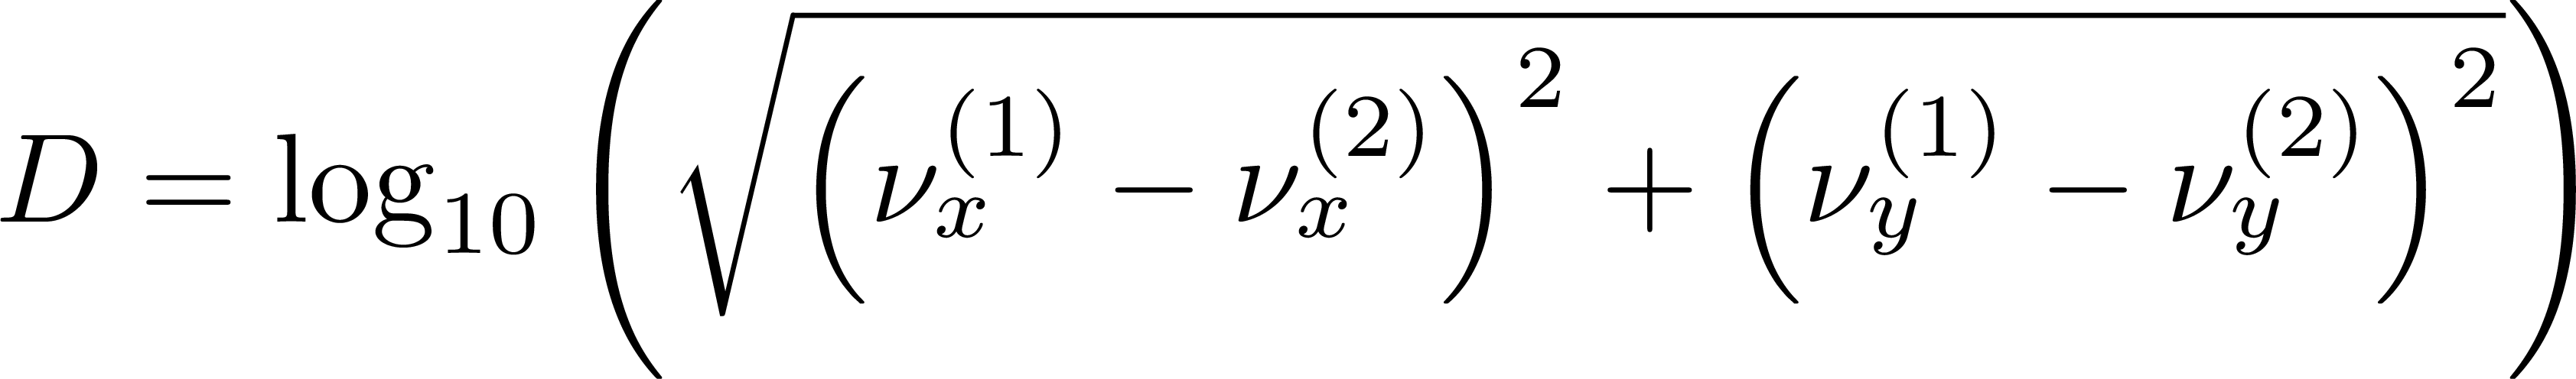 D = \log_{10} \left( \sqrt{ \left( \nu_x^{(1)} - \nu_x^{(2)} \right)^2 + \left( \nu_y^{(1)} - \nu_y^{(2)} \right)^2 } \right)